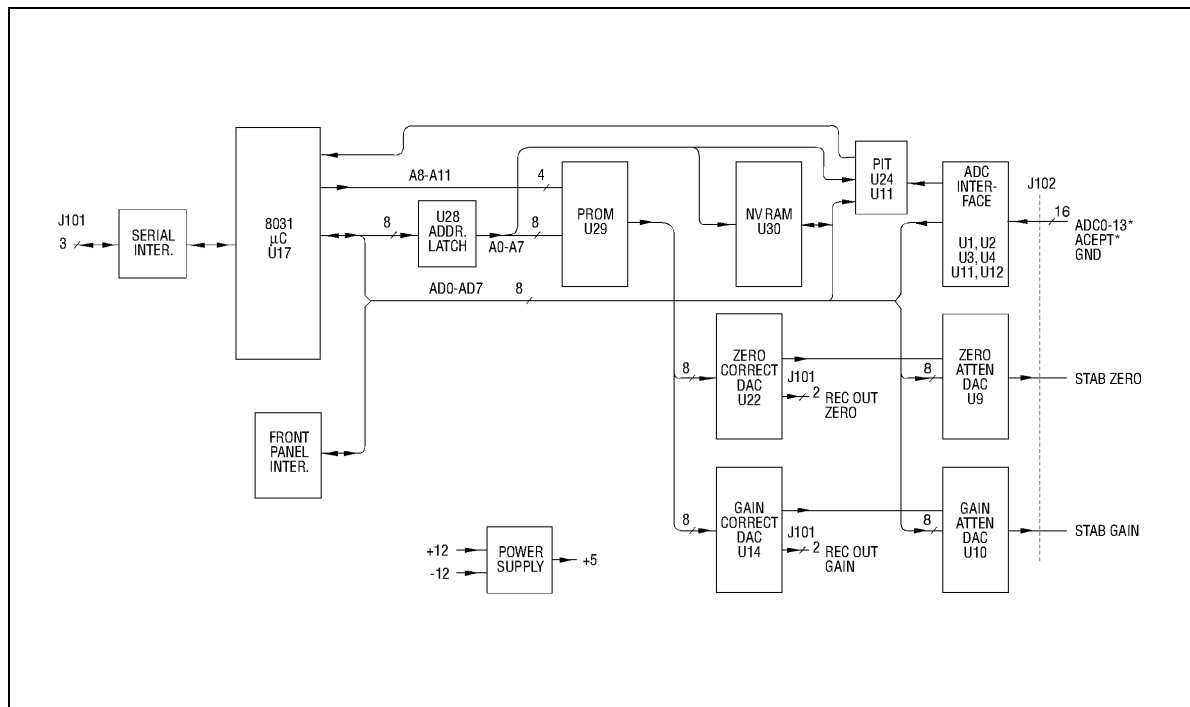 J101
3
SERIAL
INTER.
8031
µC
U17
A8-A11
4
8
U28
ADDR.
LATCH
A0-A7
8
PROM
U29
NV RAM
U30
PIT
U24
U11
ADC
INTER-
FACE
U1, U2
U3, U4
U11, U12
J102
16
ADC0-13*
ACEPT*
GND
AD0-AD7
8
FRONT
PANEL
INTER.
8
ZERO
CORRECT
DAC
U22
J101
2
REC OUT
ZERO
8
ZERO
ATTEN
DAC
U9
STAB ZERO
8
GAIN
CORRECT
DAC
U14
J101
2
REC OUT
GAIN
8
GAIN
ATTEN
DAC
U10
STAB GAIN
+12
-12
POWER
SUPPLY
+5